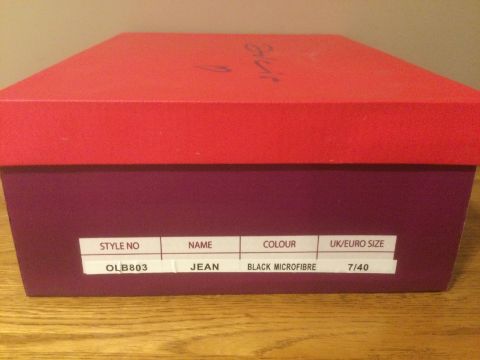 STYLE NO NAME COLOUR UK/EURO SIZE
OLB803 JEAN BLACK MICROFIBRE 7/40